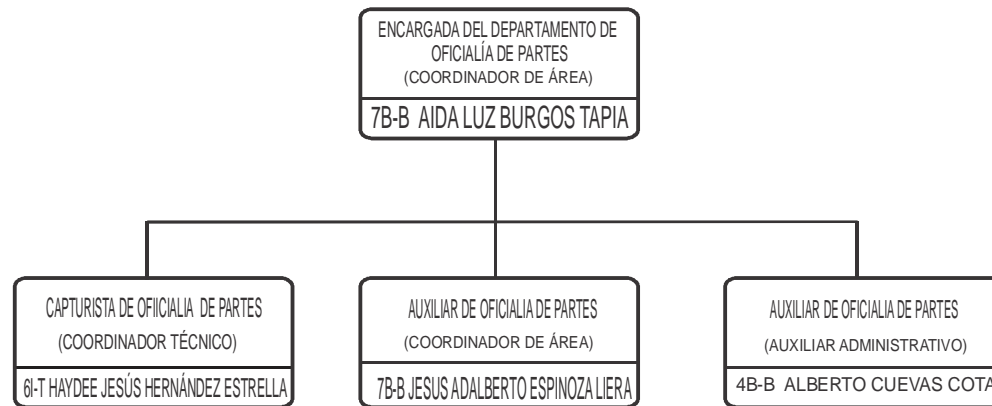 ENCARGADA DEL DEPARTAMENTO DE
OFICIALÍA DE PARTES
(COORDINADOR DE ÁREA)
7B-B AIDA LUZ BURGOS TAPIA
CAPTURISTA DE OFIICIALIA DE PARTES
(COORDINADOR TÉCNICO)
6I-T HAYDEE JESÚS HERNÁNDEZ ESTRELLA
AUXILIAR DE OFICIALIA DE PARTES
(COORDINADOR DE ÁREA)
7B-B JESUS ADALBERTO ESPINOZA LIERA
AUXILIAR DE OFICIALIA DE PARTES
(AUXILIAR ADMINISTRATIVO)
4B-B ALBERTO CUEVAS COTA